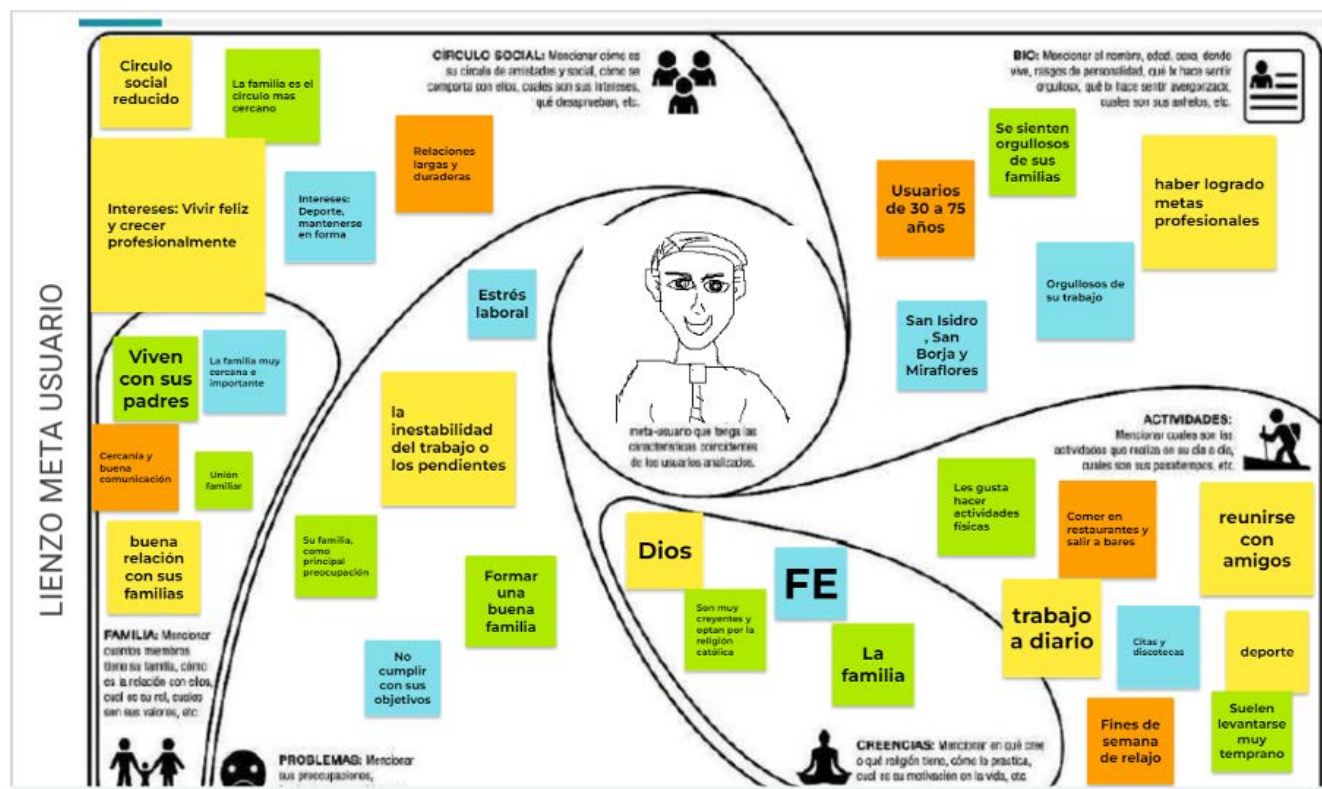 LIENZO META USUARIO
CÍRCULO SOCIAL: Mencionar cómo es
su círculo de amistades y social, cómo se
comporta con ellos, cuales son sus intereses,
qué desaprueban, etc.
Circulo
social
reducido
La familia es el
circulo mas
cercano
Relaciones
largas y
duraderas
Intereses: Vivir feliz
y crecer
profesionalmente
Intereses:
Deporte,
mantenerse
en forma
BIO: Mencionar el nombre, edad, sexo, donde
vive, rasgos de personalidad, qué lo hace sentir
orgulloso, qué lo hace sentir avergonzado,
cuales son sus anhelos, etc.
Se sienten
orgullosos
de sus
familias
Usuarios
de 30 a 75
años
haber logrado
metas
profesionales
Orgullosos de
su trabajo
San Isidro
, San
Borja y
Miraflores
Viven
con sus
padres
La familia muy
cercana e
importante
Cercanía y
buena
comunicación
Unión
familiar
buena
relación
con sus
familias
FAMILIA: Mencionar
cuantos miembros
tiene su familia, cómo
es la relación con ellos,
cual es su rol, cuales
son sus valores, etc.
Estrés
laboral
la
inestabilidad
del trabajo o
los pendientes
Su familia,
como
principal
preocupación
Formar
una
buena
familia
No
cumplir
con sus
objetivos
PROBLEMAS: Mencionar
sus preocupaciones,
meta-usuario que tenga las
características coincidentes
de los usuarios analizados.
Dios
FE
Son muy
creyentes y
optan por la
religión
católica
La
familia
CREENCIAS: Mencionar en qué cree
o qué religión tiene, cómo la practica,
cual es su motivación en la vida, etc
ACTIVIDADES:
Mencionar cuales son las
actividades que realiza en su día a día,
cuales son sus pasatiempos, etc.
Les gusta
hacer
actividades
físicas
Comer en
restaurantes y
salir a bares
reunirse
con
amigos
trabajo
a diario
Citas y
discotecas
deporte
Fines de
semana
de relajo
Suelen
levantarse
muy
temprano